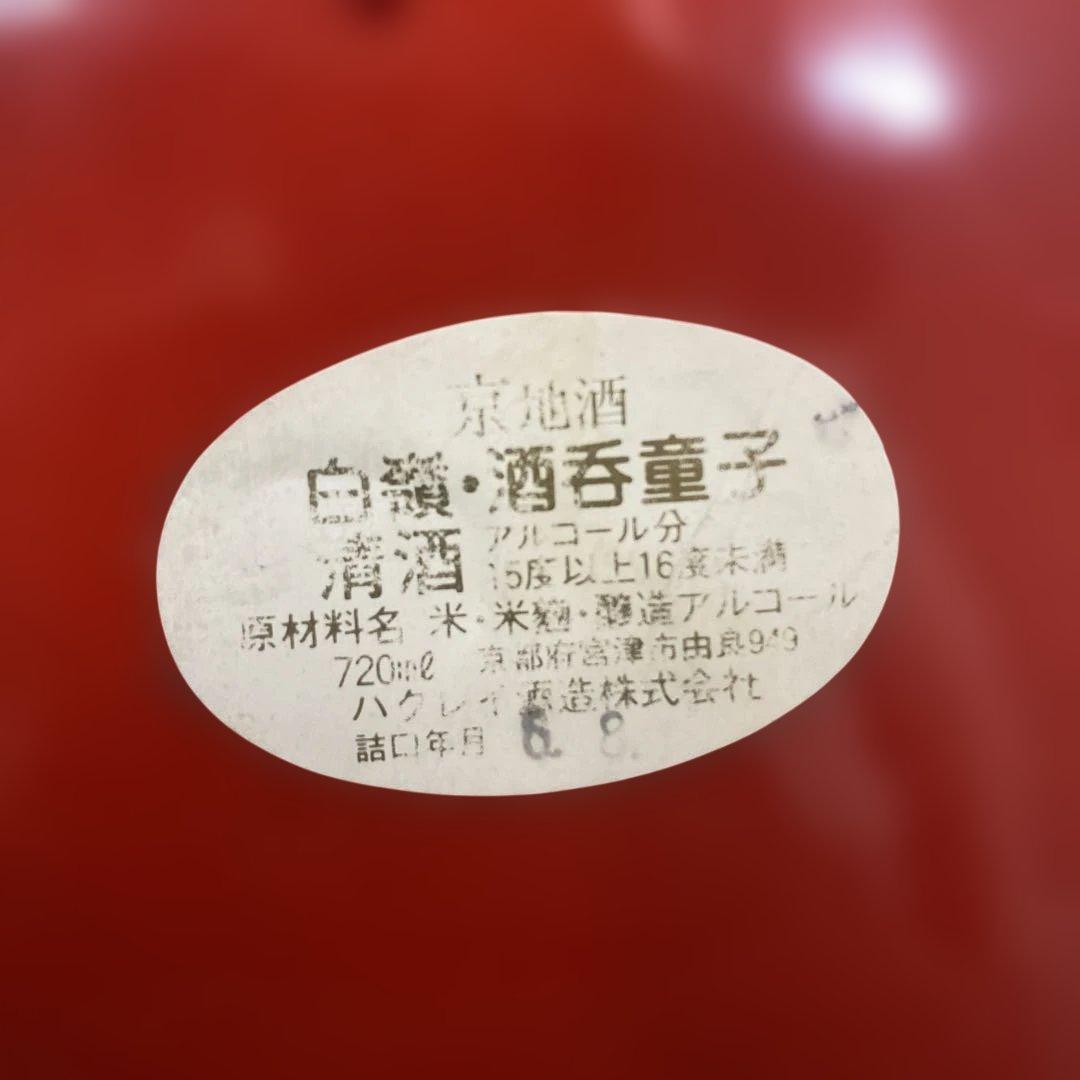 京地酒
白嶺・酒呑童子
清酒 アルコール分
15度以上16度未満
原材料名 米・米麹・醸造アルコール
720ml 京都府宮津市由良949
ハクレイ酒造株式会社
詰口年月 6. 8.